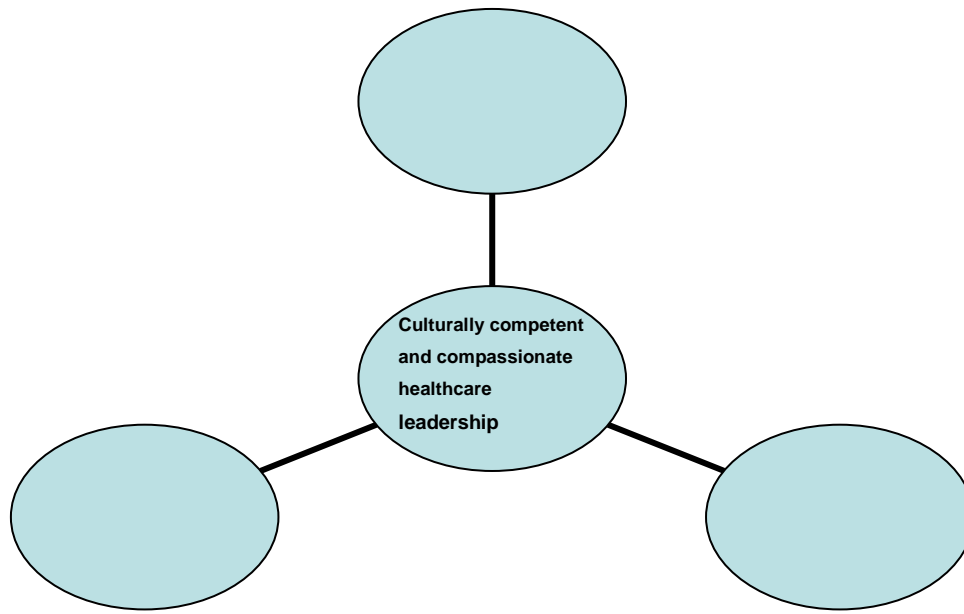 Culturally competent
and compassionate
healthcare
leadership